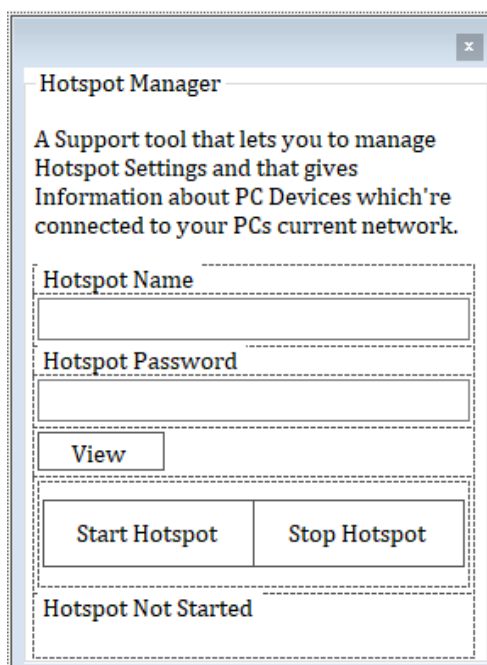 x
Hotspot Manager
A Support tool that lets you to manage
Hotspot Settings and that gives
Information about PC Devices which're
connected to your PCs current network.
Hotspot Name
Hotspot Password
View
Start Hotspot Stop Hotspot
Hotspot Not Started